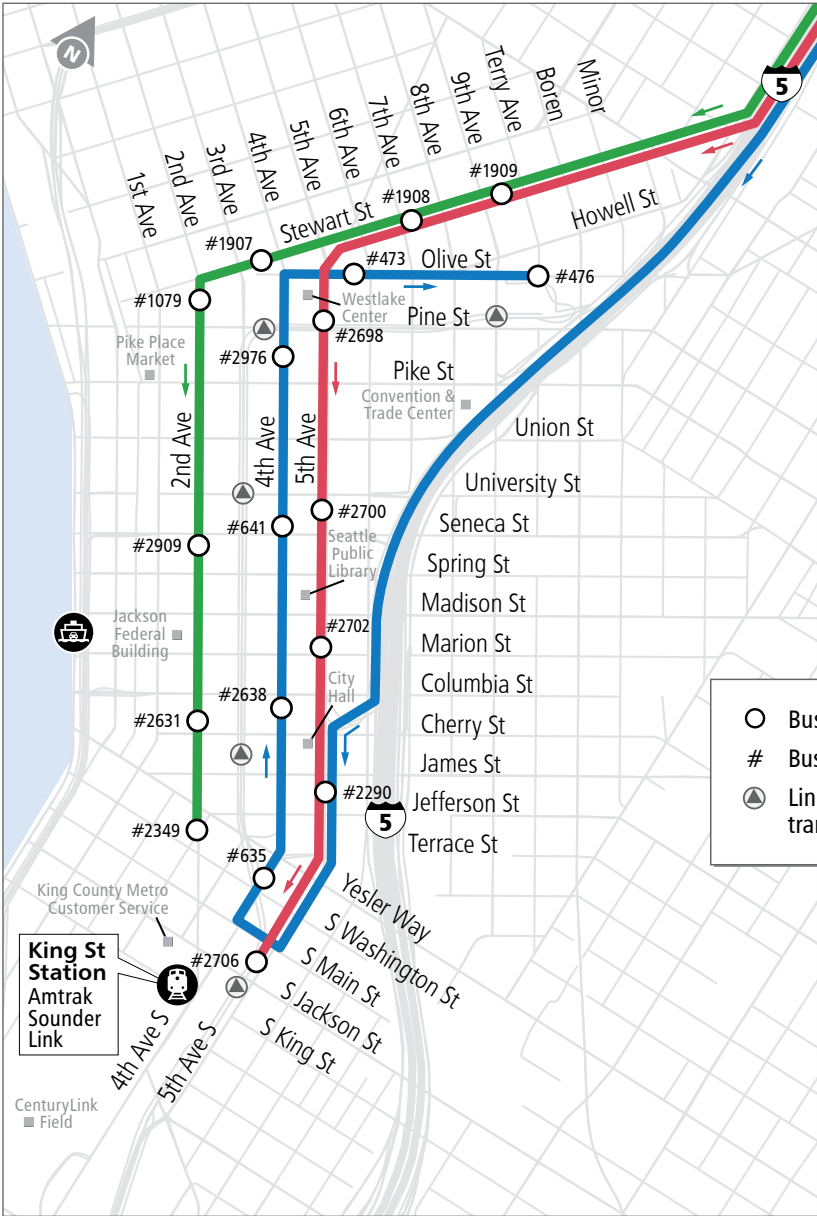 N
5
Minor
Boren
Terry Ave
9th Ave
8th Ave
7th Ave
6th Ave
5th Ave
4th Ave
3rd Ave
2nd Ave
1st Ave
#1909
#1908
Howell St
Stewart St
#1907
#473
Olive St
#476
#1079
Westlake
Center
Pine St
#2698
Pike Place
Market
#2976
Pike St
Convention &
Trade Center
2nd Ave
4th Ave
5th Ave
Union St
University St
#2700
Seneca St
#641
Seattle
Public
Library
#2909
Spring St
Madison St
Jackson
Federal
Building
#2702
Marion St
City
Hall
Columbia St
#2638
#2631
Cherry St
James St
#2290
Jefferson St
5
Terrace St
#2349
#635
Yesler Way
King County Metro
Customer Service
S Washington St
King St
Station
Amtrak
Sounder
Link
#2706
S Main St
S Jackson St
S King St
4th Ave S
5th Ave S
CenturyLink
Field
Bus
# Bus
Lin
tran